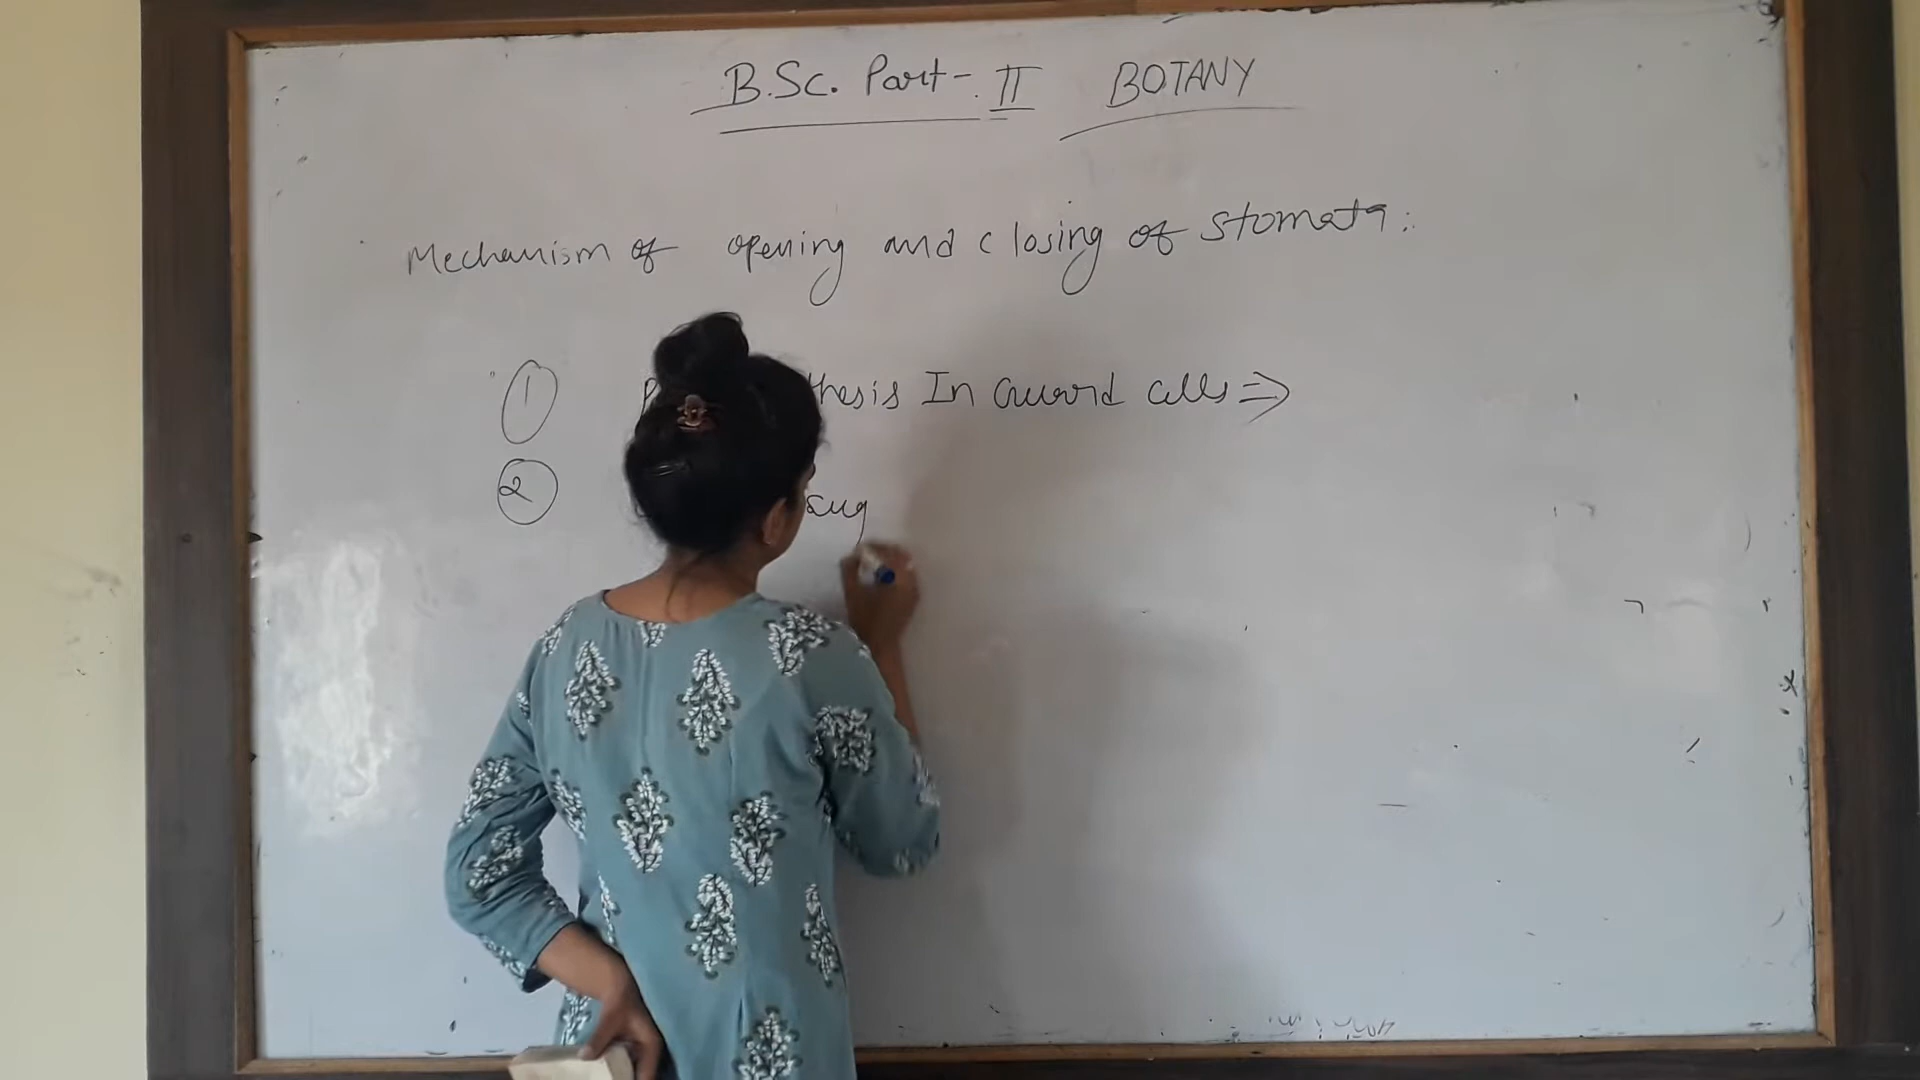 B.Sc. Part-II BOTANY
Mechanism of opening and closing of stomata:
① thesis In Guard cells ⇒
② sug